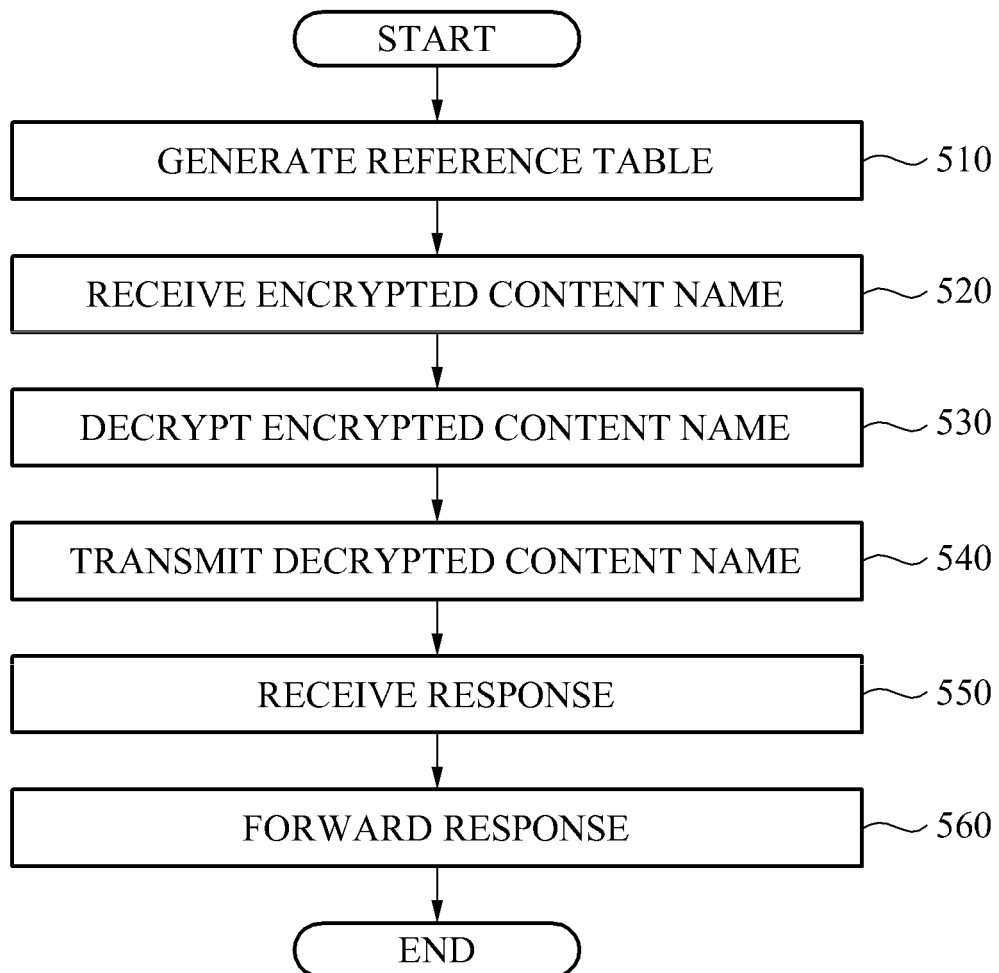 START
GENERATE REFERENCE TABLE
510
RECEIVE ENCRYPTED CONTENT NAME
520
DECRYPT ENCRYPTED CONTENT NAME
530
TRANSMIT DECRYPTED CONTENT NAME
540
RECEIVE RESPONSE
550
FORWARD RESPONSE
560
END